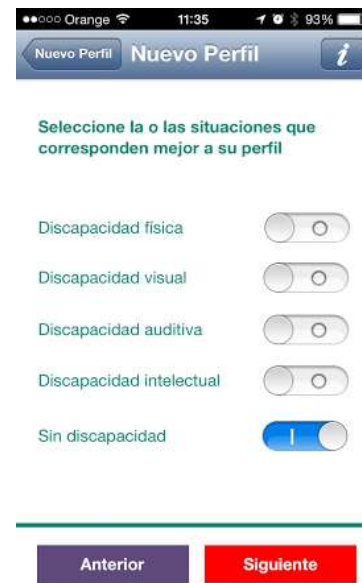 Orange 11:35 93%
Nuevo Perfil Nuevo Perfil i
Seleccione la o las situaciones que
corresponden mejor a su perfil
Discapacidad física
Discapacidad visual
Discapacidad auditiva
Discapacidad intelectual
Sin discapacidad
Anterior Siguiente